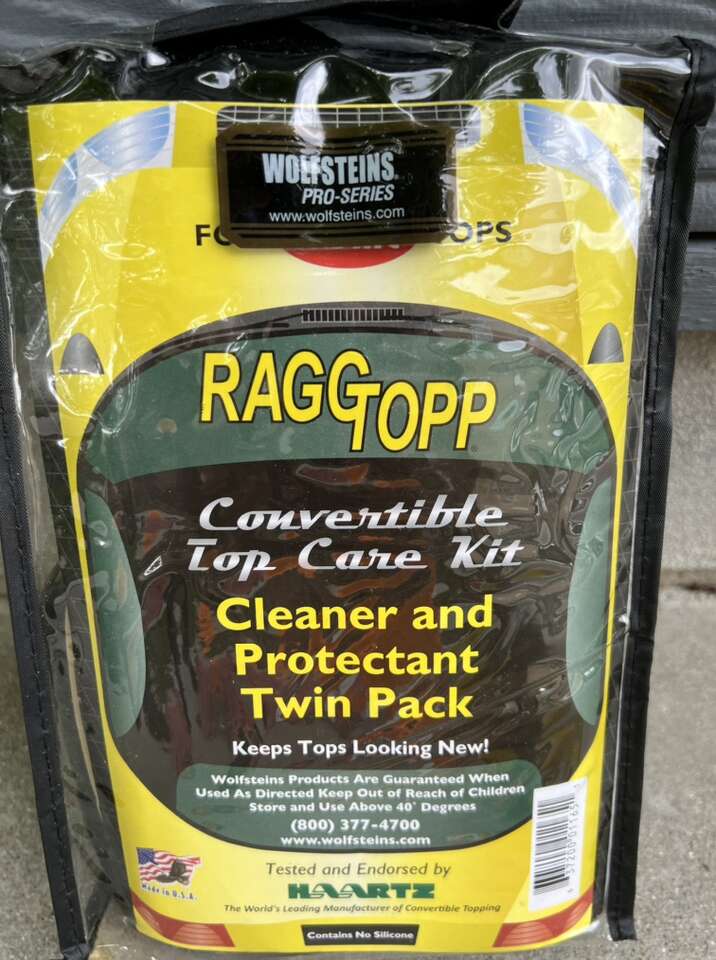 WOLFSTEINS
PRO-SERIES
www.wolfsteins.com
RAGGTOPP
Convertible
Top Care Kit
Cleaner and
Protectant
Twin Pack
Keeps Tops Looking New!
Wolfsteins Products Are Guaranteed When
Used As Directed Keep Out of Reach of Children
Store and Use Above 40° Degrees
(800) 377-4700
www.wolfsteins.com
Tested and Endorsed by
HAARTZ
The World's Leading Manufacturer of Convertible Topping
Made in U.S.A.
Contains No Silicone